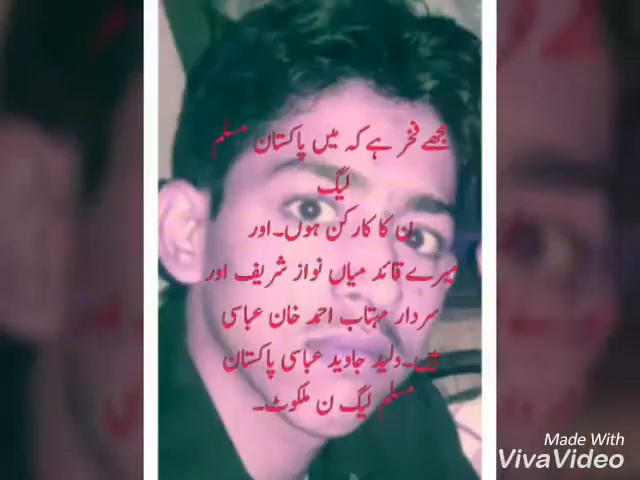 مجھے فخر ہے کہ میں پاکستان مسلم
لیگ
ن کا کارکن ہوں۔اور
میرے قائد میاں نواز شریف اور
سردار مہتاب احمد خان عباسی
ہیں۔ولید جاوید عباسی پاکستان
مسلم لیگ ن ملکوٹ۔
Made With
VivaVideo